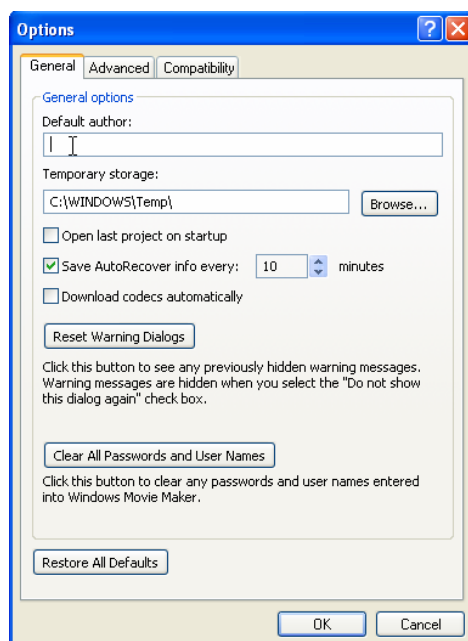 Options
General Advanced Compatibility
General options
Default author:
Temporary storage:
C:\WINDOWS\Temp\ Browse...
Open last project on startup
Save AutoRecover info every: 10 minutes
Download codecs automatically
Reset Warning Dialogs
Click this button to see any previously hidden warning messages.
Warning messages are hidden when you select the "Do not show
this dialog again" check box.
Clear All Passwords and User Names
Click this button to clear any passwords and user names entered
into Windows Movie Maker.
Restore All Defaults
OK Cancel